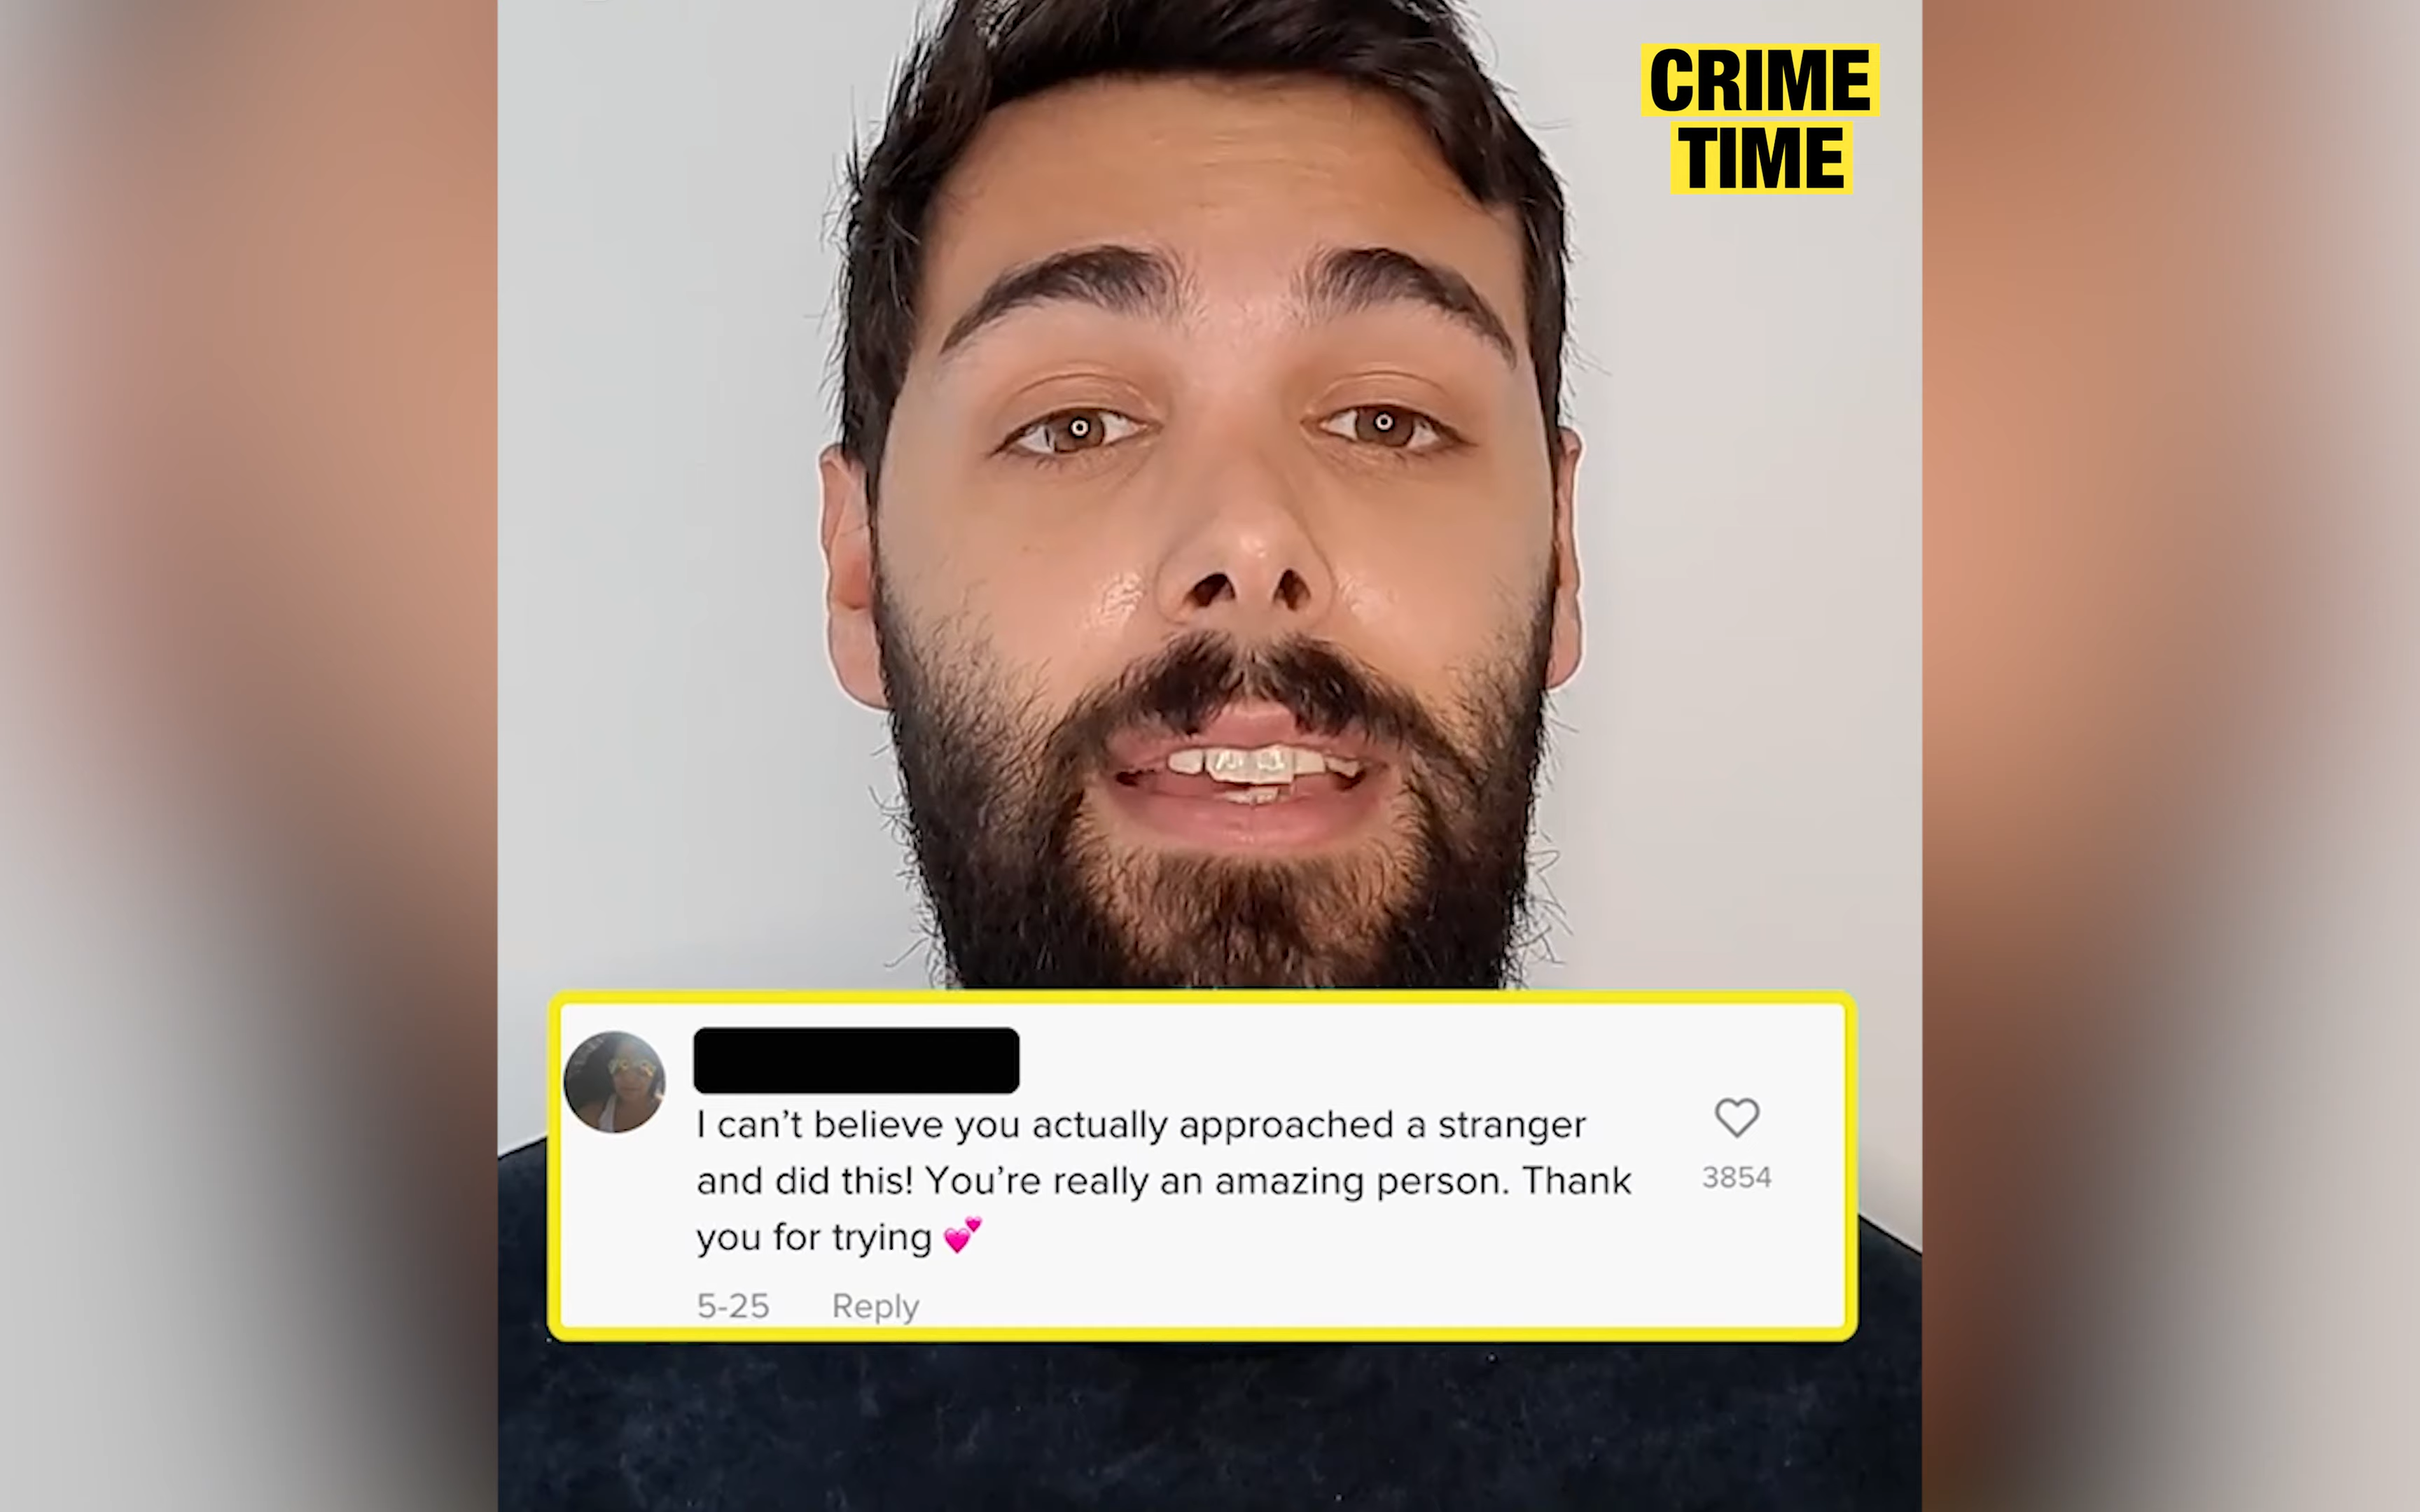 CRIME
TIME
I can't believe you actually approached a stranger
and did this! You're really an amazing person. Thank
you for trying 💕
3854
5-25 Reply